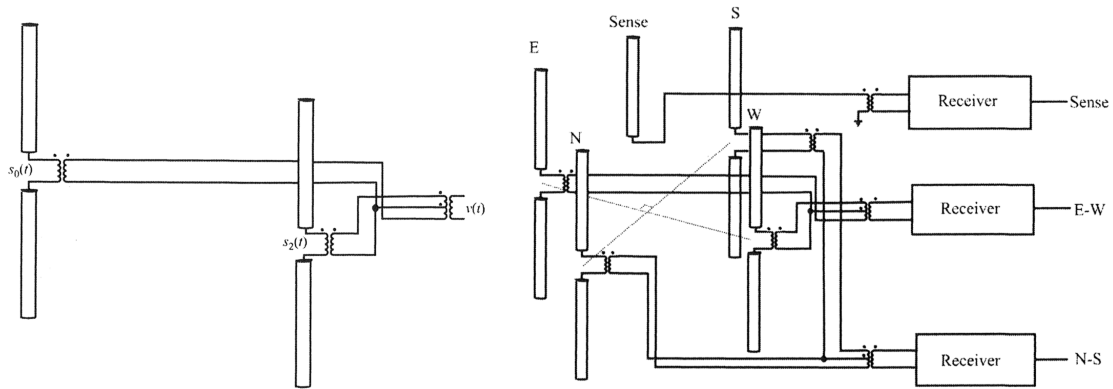 s₀(t)
s₂(t)
v(t)
E
N
Sense
S
W
Receiver
Sense
Receiver
E-W
Receiver
N-S